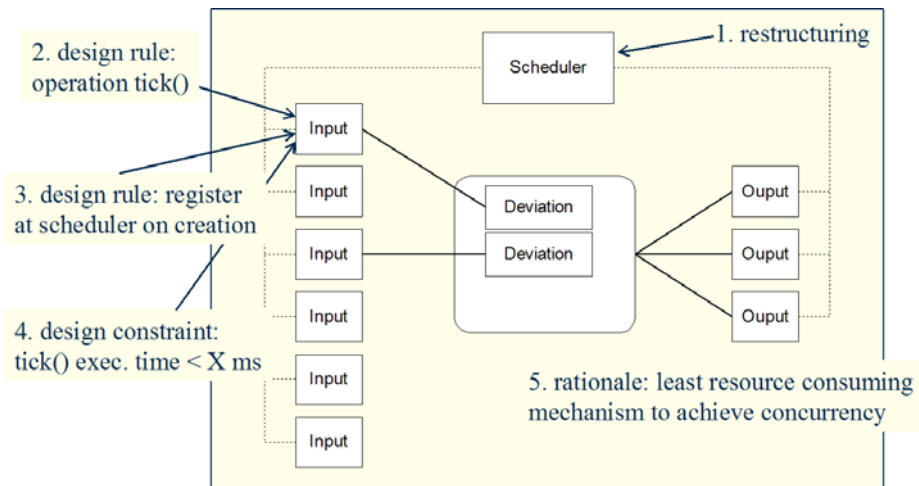 1. restructuring
Scheduler
2. design rule:
operation tick()
Input
3. design rule: register
at scheduler on creation
Input
Deviation
Ouput
Input
Deviation
Ouput
4. design constraint:
tick() exec. time < X ms
Input
Ouput
Input
5. rationale: least resource consuming
mechanism to achieve concurrency
Input